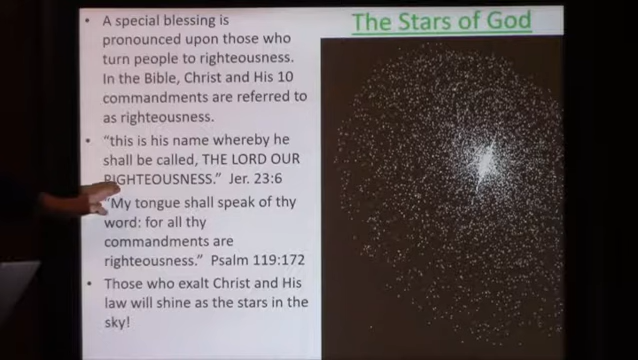 The Stars of God
• A special blessing is
pronounced upon those who
turn people to righteousness.
In the Bible, Christ and His 10
commandments are referred to
as righteousness.
• "this is his name whereby he
shall be called, THE LORD OUR
RIGHTEOUSNESS." Jer. 23:6
"My tongue shall speak of thy
word: for all thy
commandments are
righteousness." Psalm 119:172
• Those who exalt Christ and His
law will shine as the stars in the
sky!